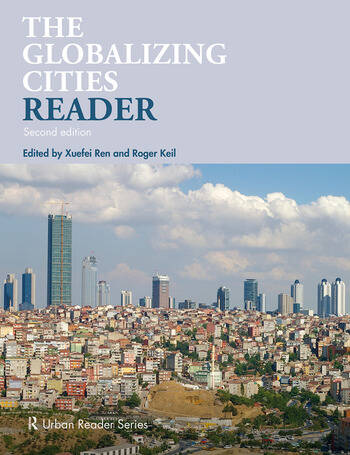 THE
GLOBALIZING
CITIES
READER
Second edition
Edited by Xuefei Ren and Roger Keil
R Urban Reader Series